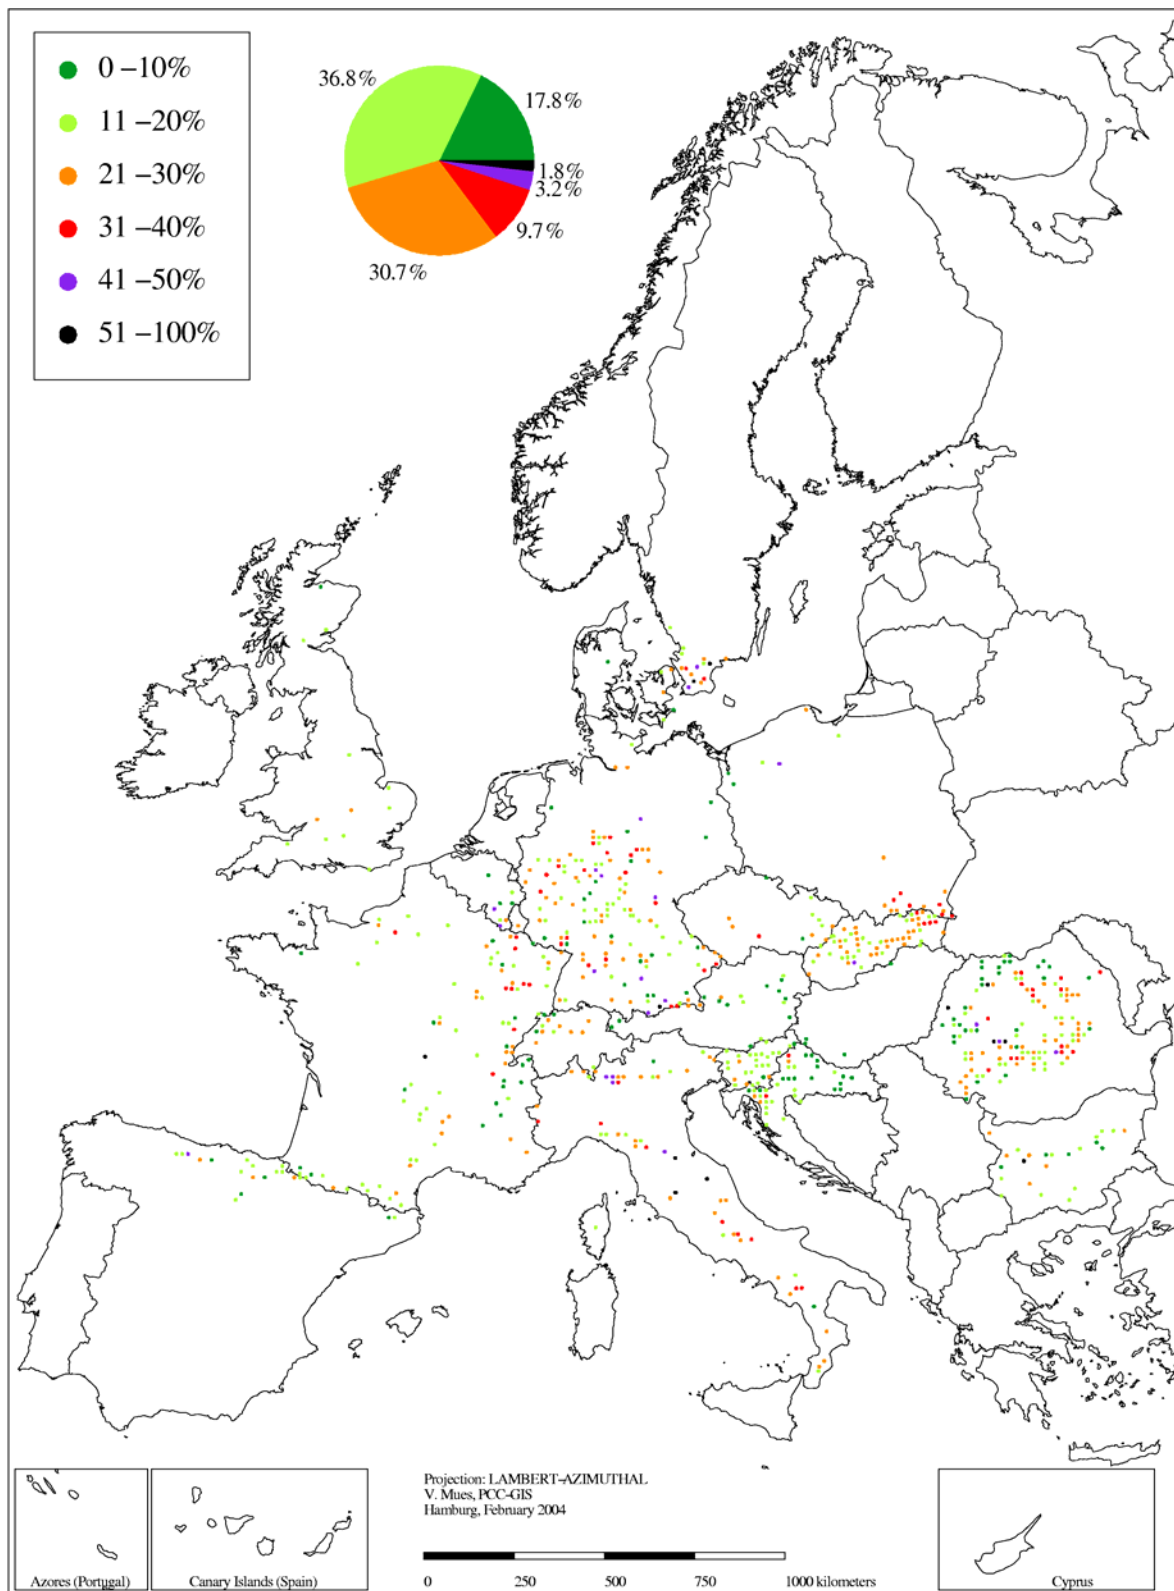 0 –10%
11 –20%
21 –30%
31 –40%
41 –50%
51 –100%
36.8%
17.8%
1.8%
3.2%
9.7%
30.7%
Projection: LAMBERT-AZIMUTHAL
V. Mues, PCC-GIS
Hamburg, February 2004
0 250 500 750 1000 kilometers
Azores (Portugal)
Canary Islands (Spain)
Cyprus